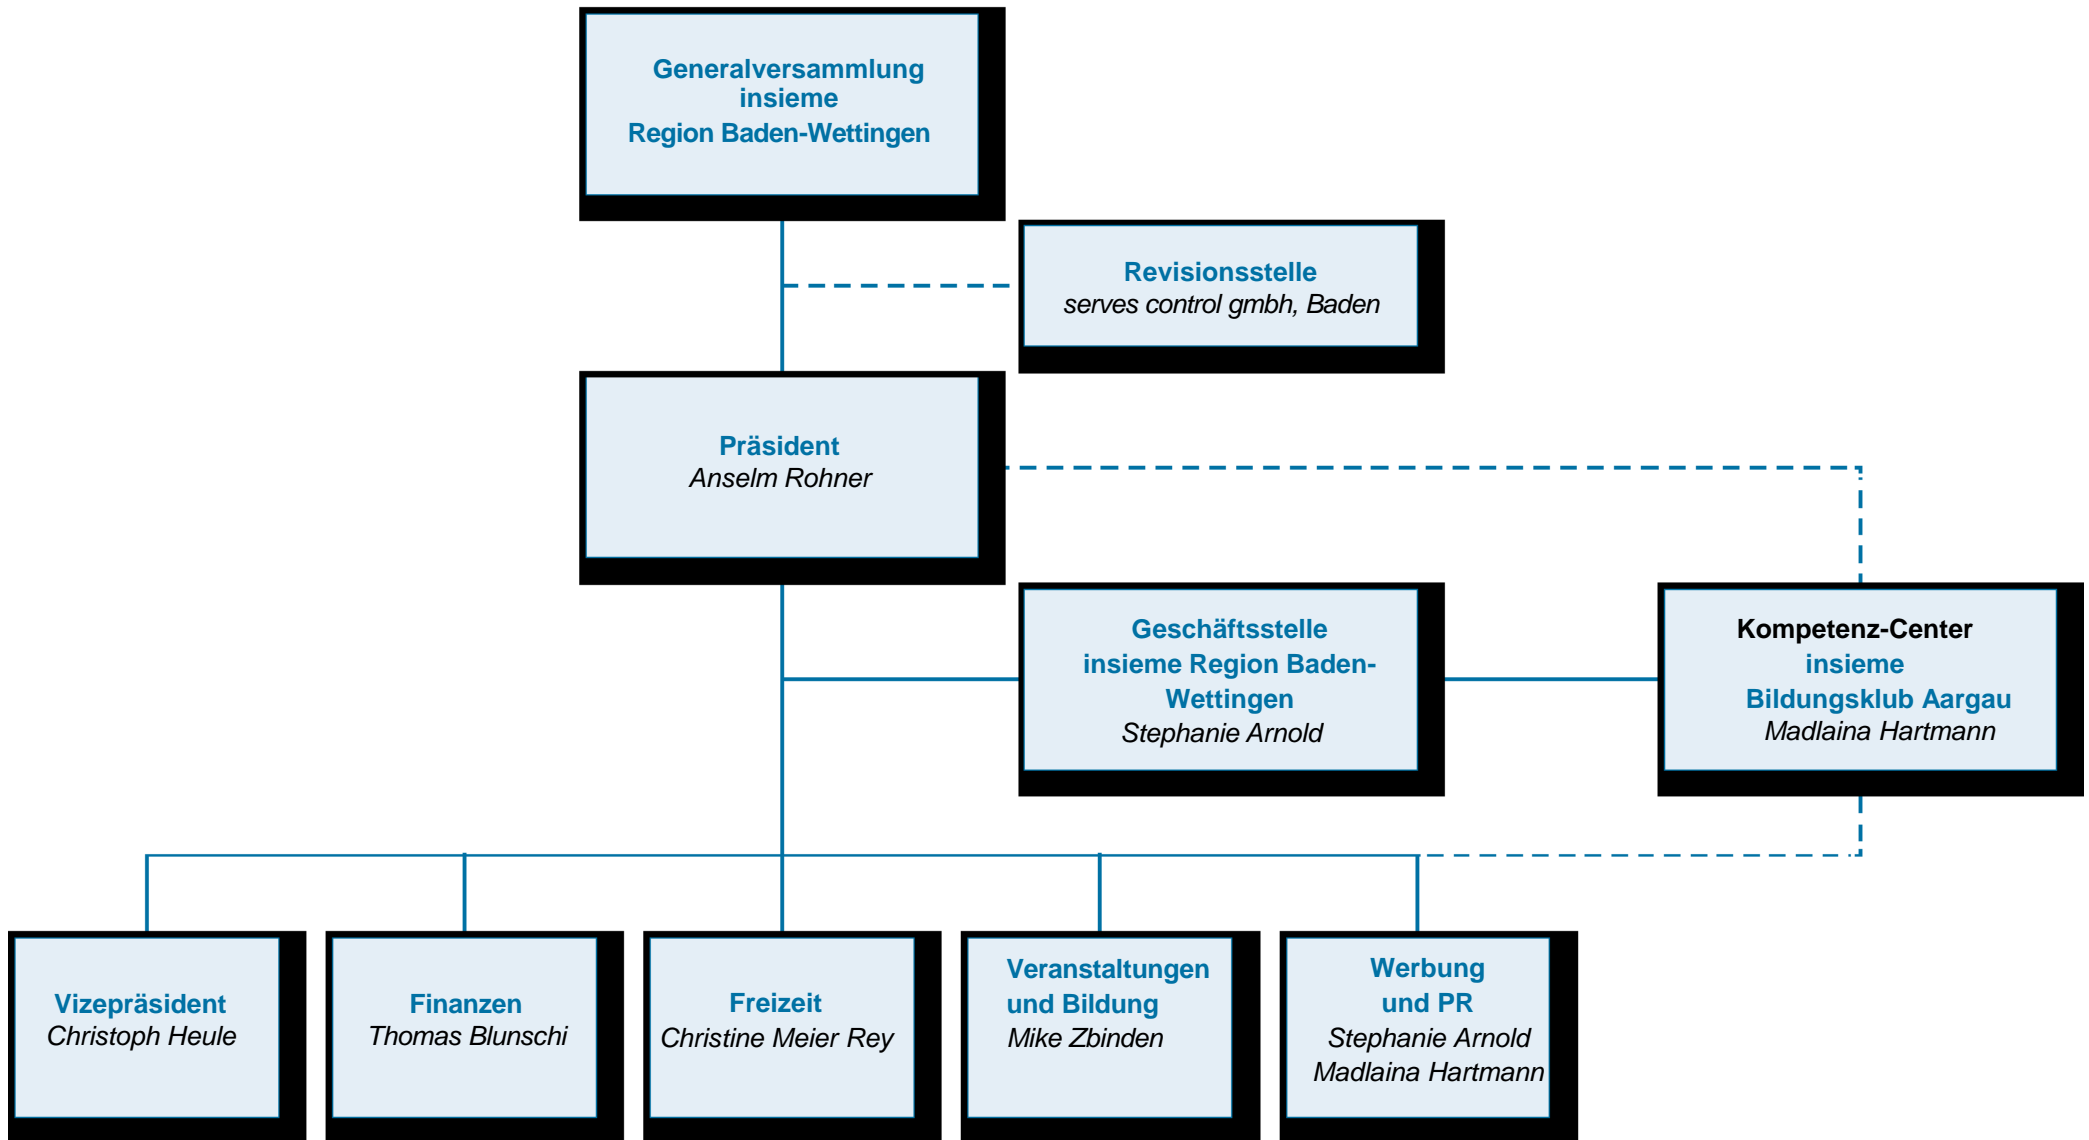 Generalversammlung
insieme
Region Baden-Wettingen
Revisionsstelle
serves control gmbh, Baden
Präsident
Anselm Rohner
Geschäftsstelle
insieme Region Baden-
Wettingen
Stephanie Arnold
Kompetenz-Center
insieme
Bildungsklub Aargau
Madlaina Hartmann
Vizepräsident
Christoph Heule
Finanzen
Thomas Blunschi
Freizeit
Christine Meier Rey
Veranstaltungen
und Bildung
Mike Zbinden
Werbung
und PR
Stephanie Arnold
Madlaina Hartmann